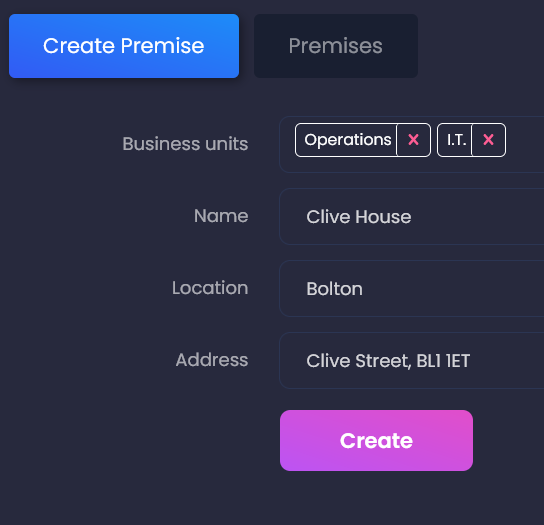 Create Premise Premises
Business units Operations x I.T. x
Name Clive House
Location Bolton
Address Clive Street, BL1 1ET
Create